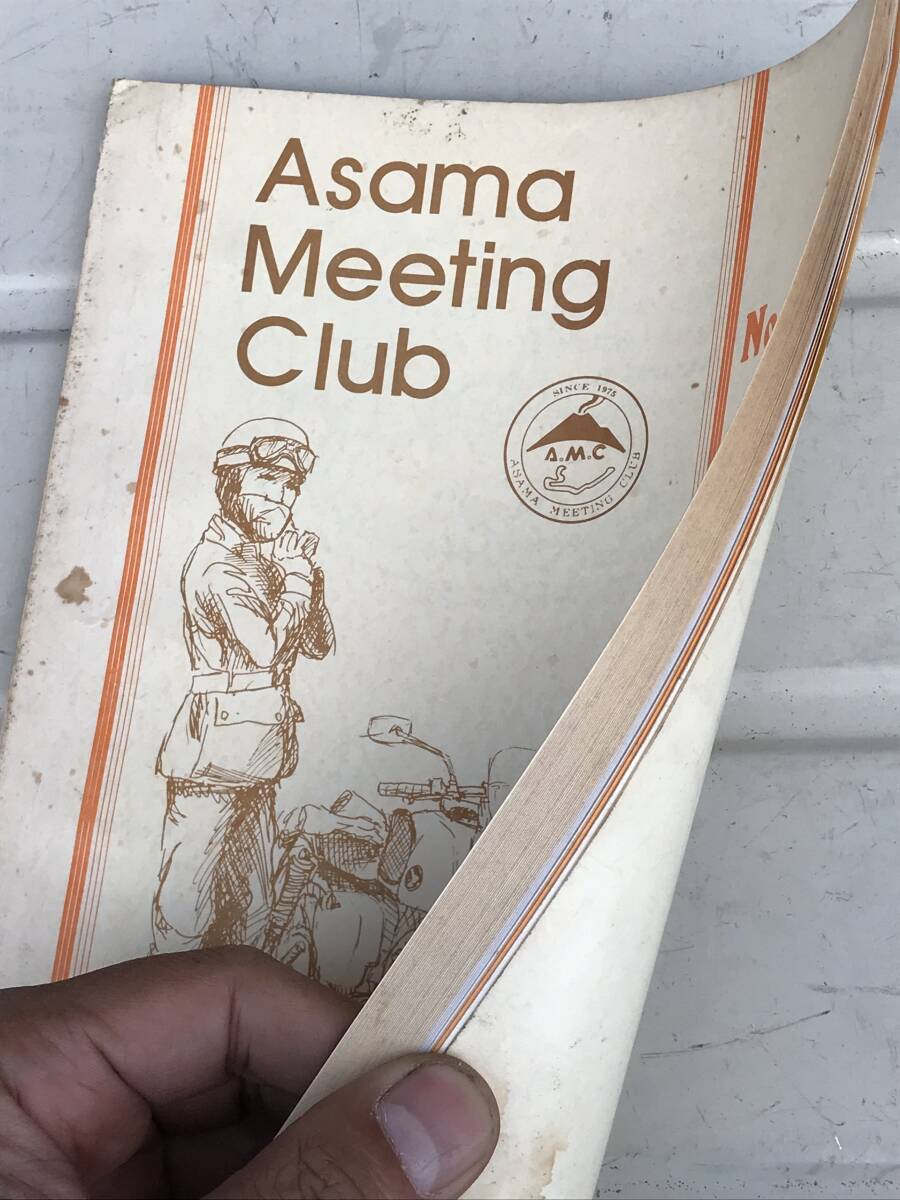 Asama
Meeting
Club
No
SINCE 1975
A.M.C
ASAMA MEETING CLUB